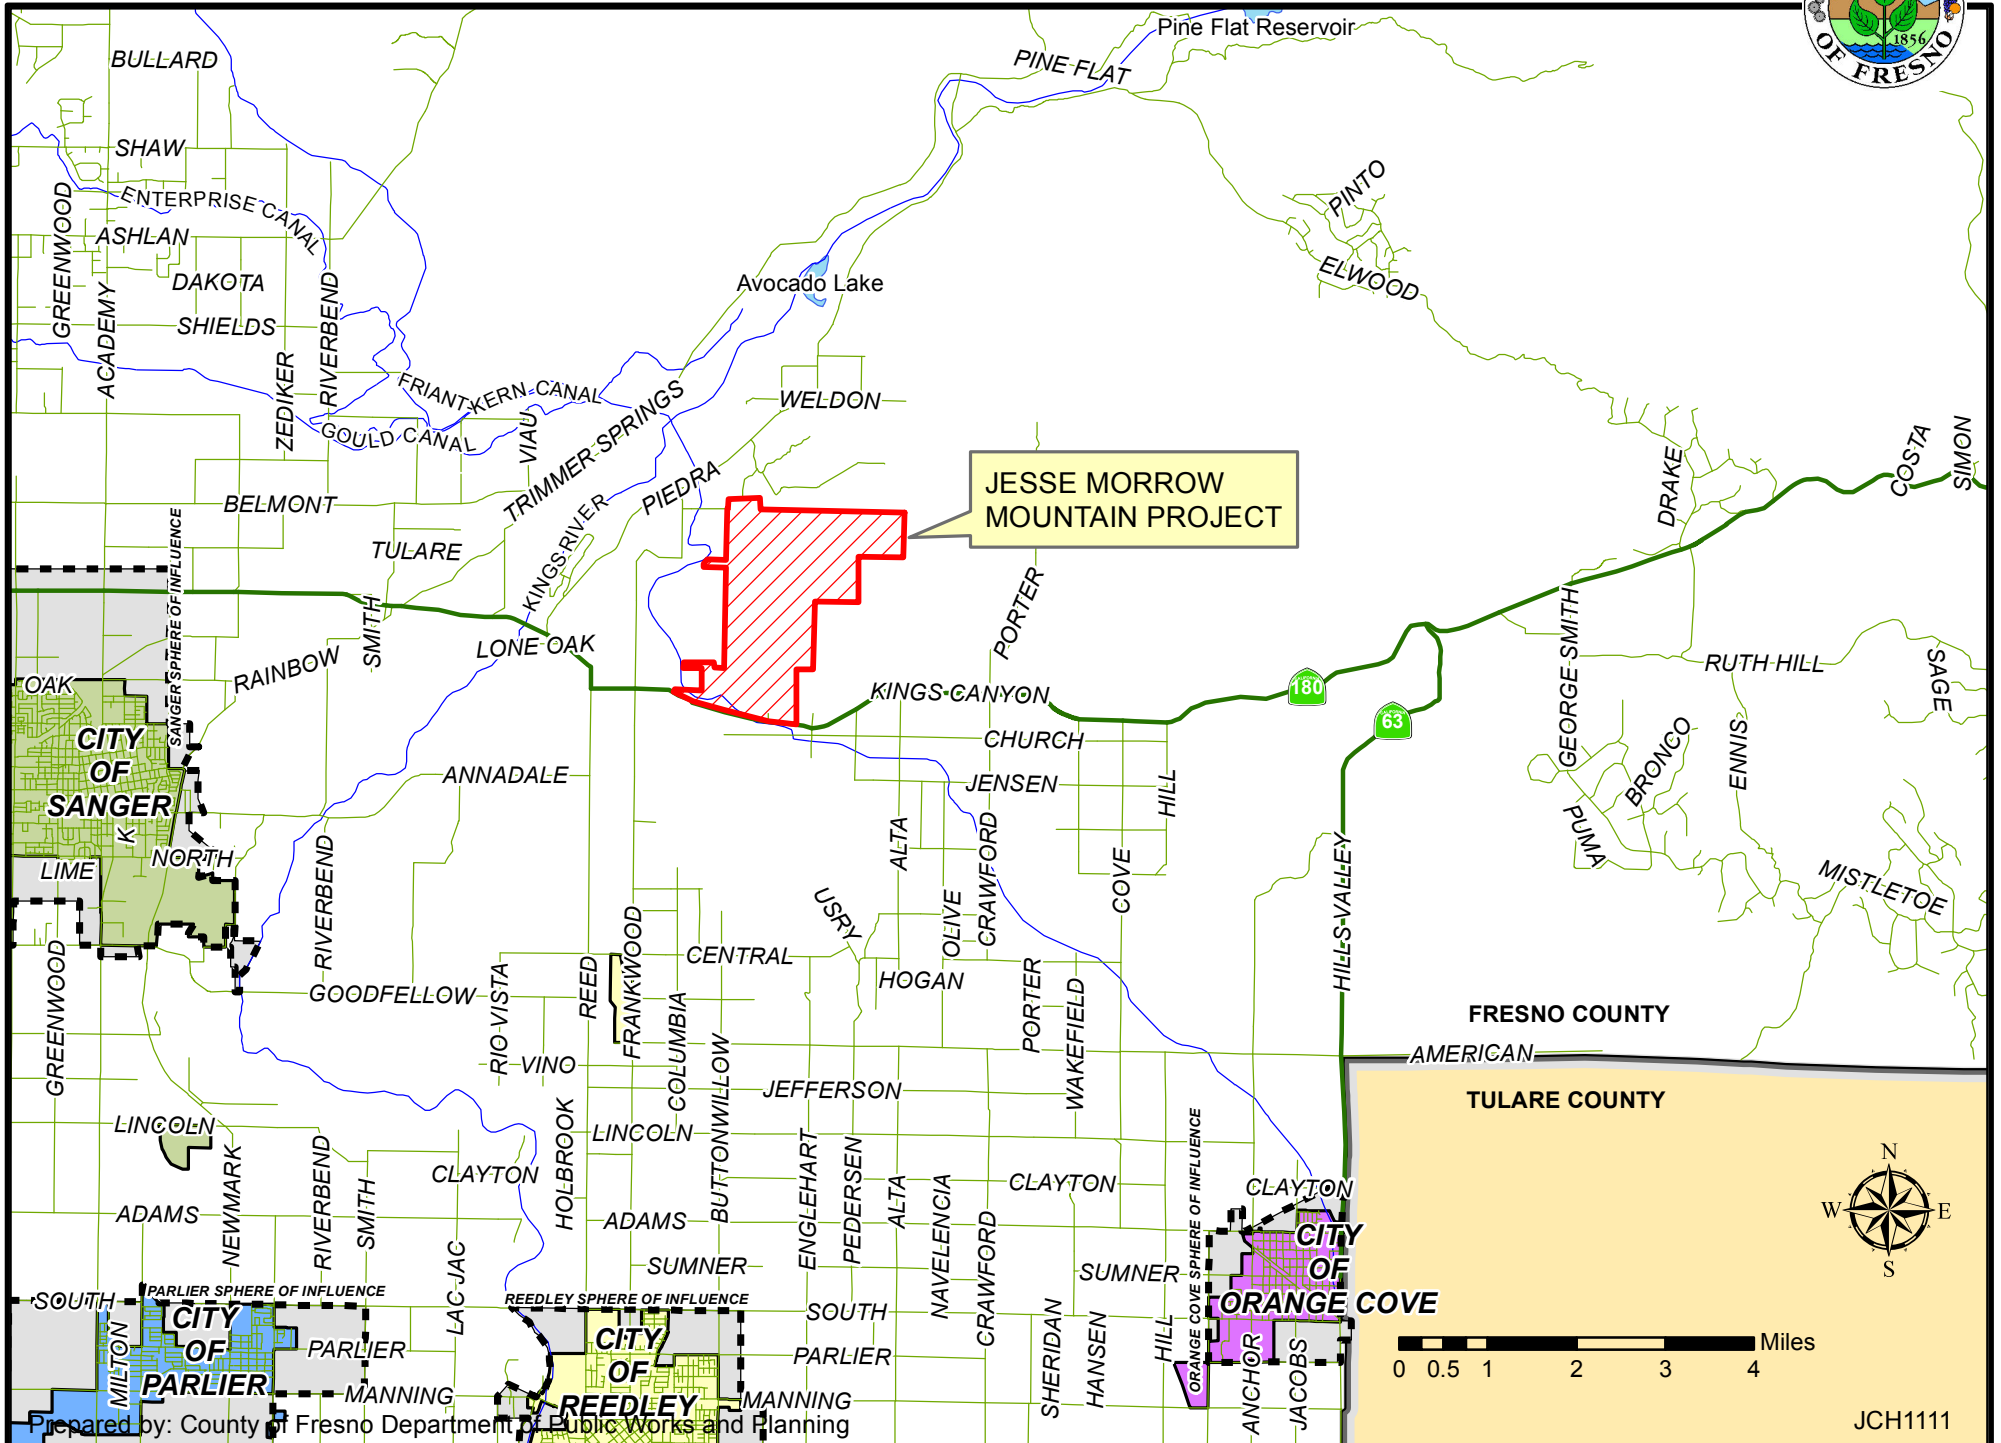 Pine Flat Reservoir
1856
OF FRESNO
BULLARD
PINE FLAT
SHAW
ENTERPRISE CANAL
GREENWOOD
ASHLAN
PINTO
DAKOTA
ELWOOD
Avocado Lake
SHIELDS
ACADEMY
RIVERBEND
ZEDIKER
FRIANT-KERN CANAL
GOULD CANAL
VIAU
TRIMMER SPRINGS
WELDON
PIEDRA
KINGS RIVER
BELMONT
TULARE
JESSE MORROW
MOUNTAIN PROJECT
DRAKE
COSTA
SIMON
SANGER SPHERE OF INFLUENCE
SMITH
RAINBOW
LONE OAK
PORTER
KINGS CANYON
180
63
GEORGE SMITH
RUTH HILL
SAGE
OAK
CITY
OF
SANGER
K
NORTH
LIME
ANNADALE
CHURCH
JENSEN
HILL
BRONCO
ENNIS
PUMA
MISTLETOE
RIVERBEND
ALTA
OLIVE
CRAWFORD
COVE
HILLS VALLEY
USRY
CENTRAL
HOGAN
GREENWOOD
GOODFELLOW
RIO VISTA
REED
FRANKWOOD
COLUMBIA
BUTTONWILLOW
PORTER
WAKEFIELD
VINO
FRESNO COUNTY
AMERICAN
TULARE COUNTY
JEFFERSON
LINCOLN
LINCOLN
HOLBROOK
NEWMARK
RIVERBEND
SMITH
CLAYTON
ENGLEHART
PEDERSEN
ALTA
NAVELENCIA
CRAWFORD
CLAYTON
CLAYTON
ORANGE COVE SPHERE OF INFLUENCE
ADAMS
ADAMS
LAC JAC
SUMNER
SUMNER
N
W
E
S
CITY
OF
ORANGE COVE
SOUTH
PARLIER SPHERE OF INFLUENCE
REEDLEY SPHERE OF INFLUENCE
SOUTH
CITY
OF
PARLIER
MILTON
PARLIER
MANNING
CITY
OF
REEDLEY
PARLIER
MANNING
SHERIDAN
HANSEN
HILL
ANCHOR
JACOBS
Miles
0 0.5 1 2 3 4
Prepared by: County of Fresno Department of Public Works and Planning
JCH1111